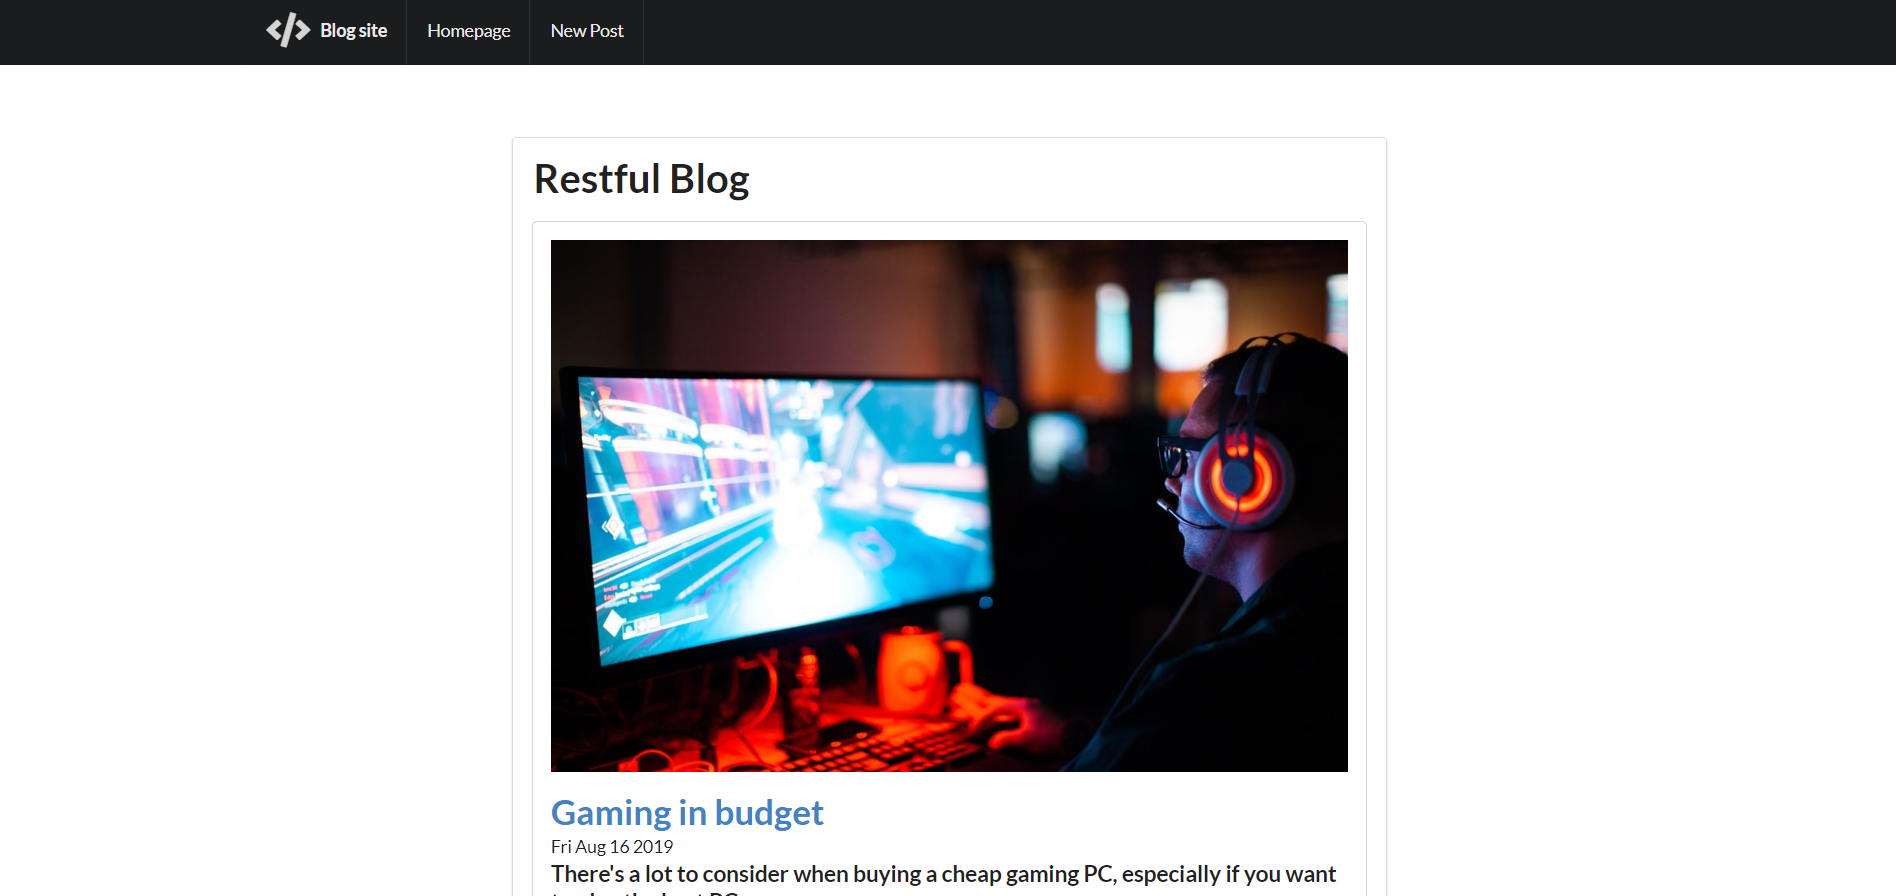 </> Blog site Homepage New Post
Restful Blog
Gaming in budget
Fri Aug 16 2019
There's a lot to consider when buying a cheap gaming PC, especially if you want